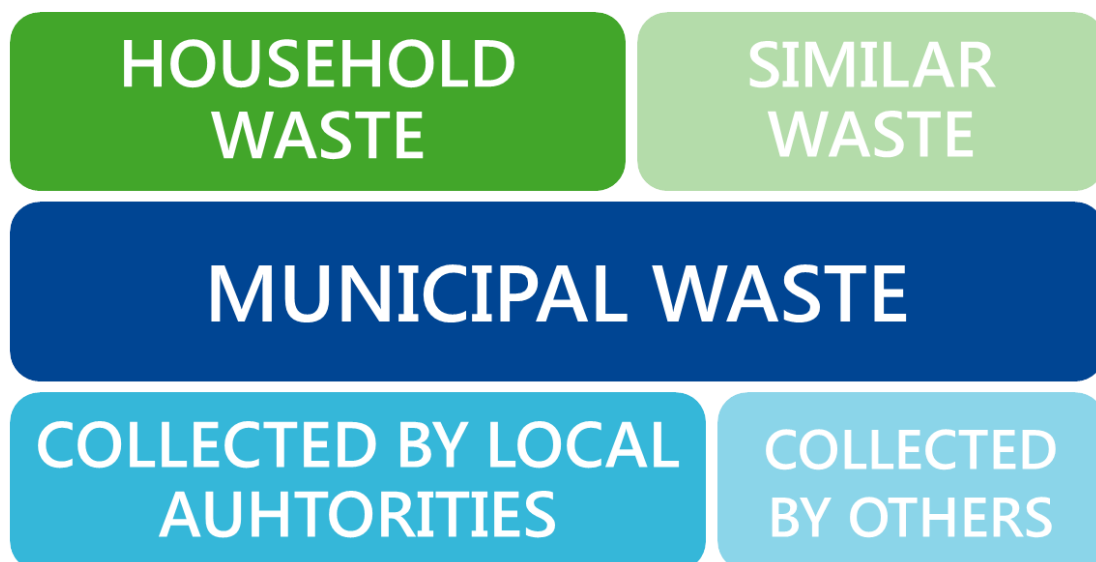 HOUSEHOLD
WASTE
SIMILAR
WASTE
MUNICIPAL WASTE
COLLECTED BY LOCAL
AUHTORITIES
COLLECTED
BY OTHERS